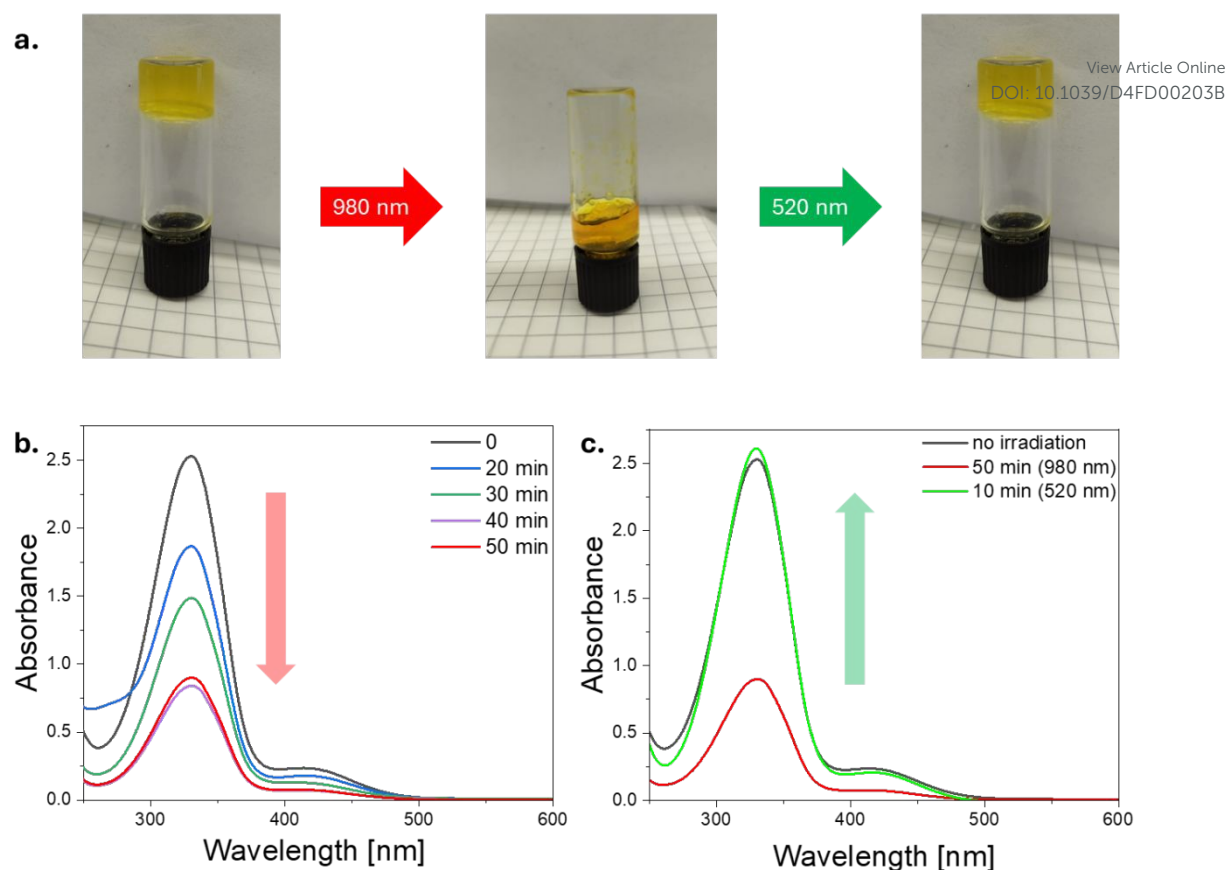 a.
View Article Online
DOI: 10.1039/D4FD00203B
980 nm
520 nm
b.
0
20 min
30 min
40 min
50 min
2.5
2.0
1.5
1.0
0.5
0.0
Absorbance
300
400
500
600
Wavelength [nm]
c.
no irradiation
50 min (980 nm)
10 min (520 nm)
2.5
2.0
1.5
1.0
0.5
0.0
Absorbance
300
400
500
600
Wavelength [nm]